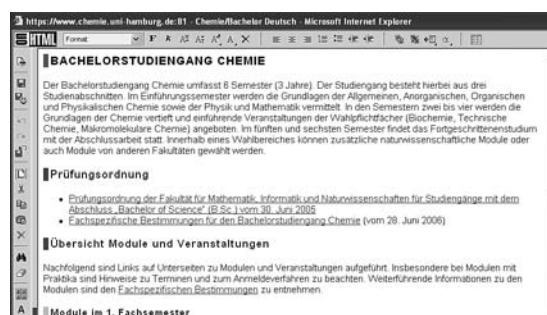 https://www.chemie.uni-hamburg.de:81 - Chemie/Bachelor Deutsch - Microsoft Internet Explorer
HTML Format F K
BACHELORSTUDIENGANG CHEMIE
Der Bachelorstudiengang Chemie umfasst 6 Semester (3 Jahre). Der Studiengang besteht hierbei aus drei
Studienabschnitten. Im Einführungssemester werden die Grundlagen der Allgemeinen, Anorganischen, Organischen
und Physikalischen Chemie sowie der Physik und Mathematik vermittelt. In den Semestern zwei bis vier werden die
Grundlagen der Chemie vertieft und einführende Veranstaltungen der Wahlpflichtfächer (Biochemie, Technische
Chemie, Makromolekulare Chemie) angeboten. Im fünften und sechsten Semester findet das Fortgeschrittenenstudium
mit der Abschlussarbeit statt. Innerhalb eines Wahlbereiches können zusätzliche naturwissenschaftliche Module oder
auch Module von anderen Fakultäten gewählt werden.
Prüfungsordnung
• Prüfungsordnung der Fakultät für Mathematik, Informatik und Naturwissenschaften für Studiengänge mit dem
Abschluss „Bachelor of Science" (B.Sc.) vom 30. Juni 2005
• Fachspezifische Bestimmungen für den Bachelorstudiengang Chemie (vom 28. Juni 2006)
Übersicht Module und Veranstaltungen
Nachfolgend sind Links auf Unterseiten zu Modulen und Veranstaltungen aufgeführt. Insbesondere bei Modulen mit
Praktika sind Hinweise zu Terminen und zum Anmeldeverfahren zu beachten. Weiterführende Informationen zu den
Modulen sind den Fachspezifischen Bestimmungen zu entnehmen.
Module im 1. Fachsemester